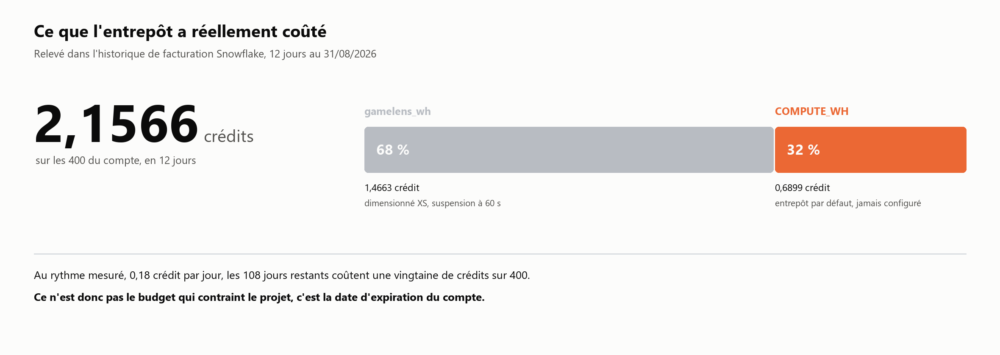 Ce que l'entrepôt a réellement coûté
Relevé dans l'historique de facturation Snowflake, 12 jours au 31/08/2026
2,1566 crédits
sur les 400 du compte, en 12 jours
gamelens_wh
68 %
1,4663 crédit
dimensionné XS, suspension à 60 s
COMPUTE_WH
32 %
0,6899 crédit
entrepôt par défaut, jamais configuré
Au rythme mesuré, 0,18 crédit par jour, les 108 jours restants coûtent une vingtaine de crédits sur 400.
Ce n'est donc pas le budget qui contraint le projet, c'est la date d'expiration du compte.